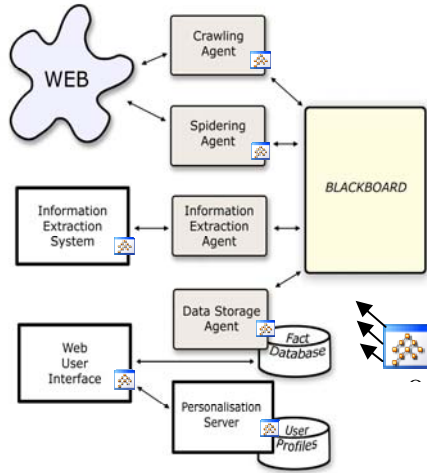 Crawling
Agent
WEB
Spidering
Agent
BLACKBOARD
Information
Extraction
System
Information
Extraction
Agent
Data Storage
Agent
Fact
Database
Web
User
Interface
Personalisation
Server
User
Profiles